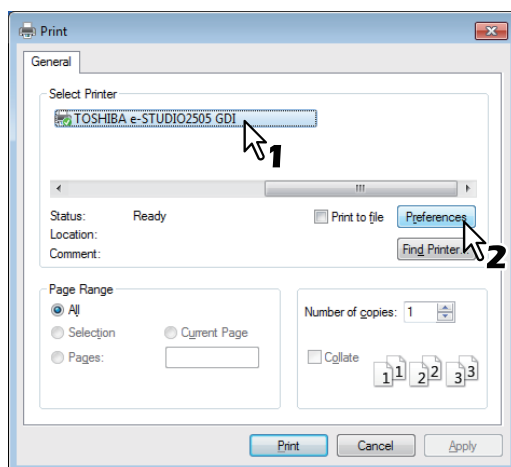 Print
General
Select Printer
TOSHIBA e-STUDIO2505 GDI
1
Status: Ready
Print to file
Preferences
Location:
Comment:
Find Printer...
2
Page Range
All
Selection
Current Page
Pages:
Number of copies: 1
Collate
1 1 2 2 3 3
Print
Cancel
Apply